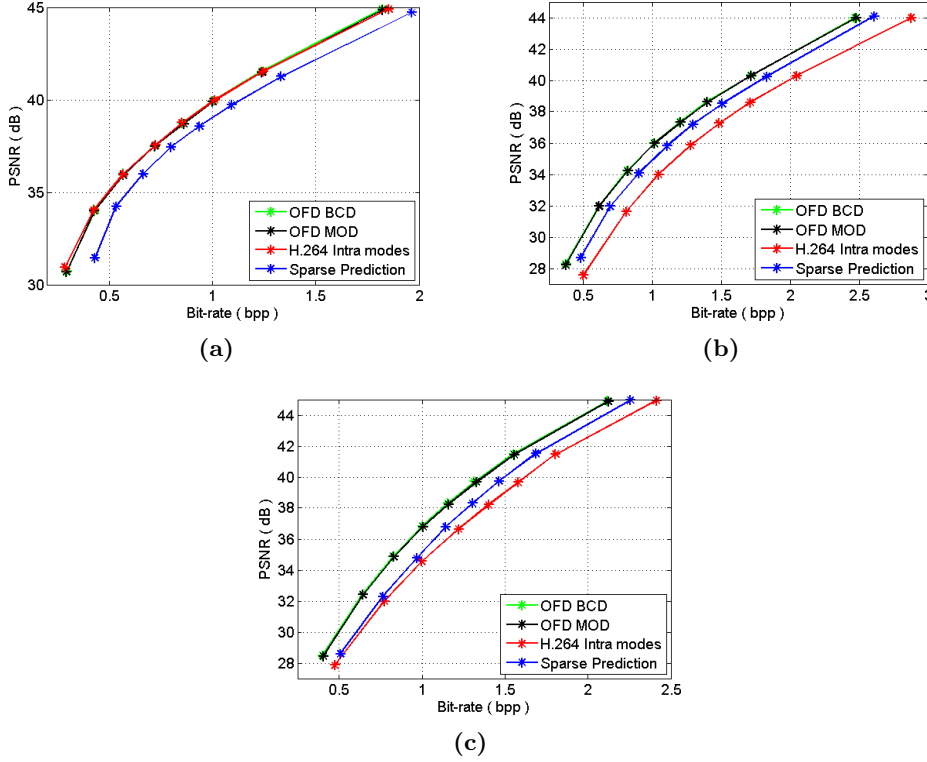 45
40
35
30
PSNR ( dB )
0.5
1
1.5
2
Bit-rate ( bpp )
OFD BCD
OFD MOD
H.264 Intra modes
Sparse Prediction
(a)
44
40
36
32
28
PSNR ( dB )
0.5
1
1.5
2
2.5
3
Bit-rate ( bpp )
OFD BCD
OFD MOD
H.264 Intra modes
Sparse Prediction
(b)
44
42
40
38
36
34
32
30
28
PSNR ( dB )
0.5
1
1.5
2
2.5
Bit-rate ( bpp )
OFD BCD
OFD MOD
H.264 Intra modes
Sparse Prediction
(c)